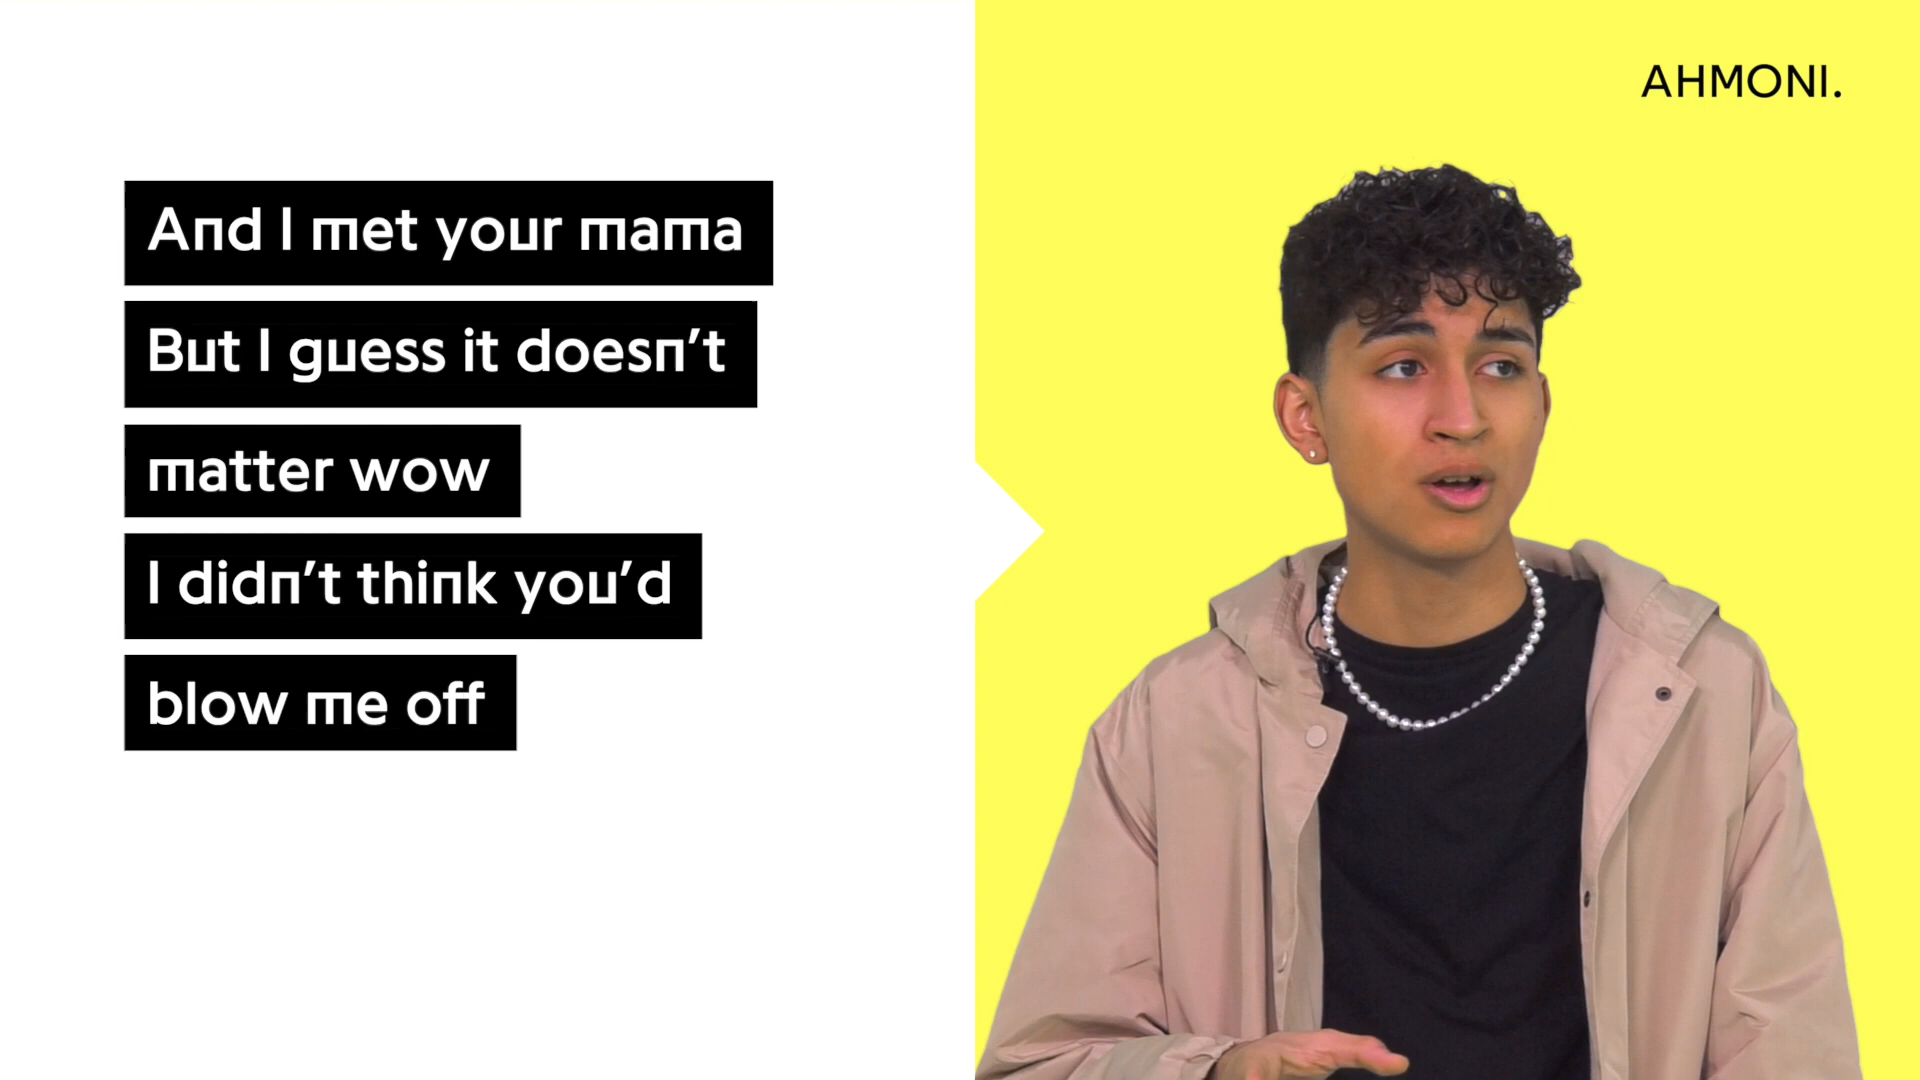 AHMONI.
And I met your mama
But I guess it doesn’t
matter wow
I didn’t think you’d
blow me off